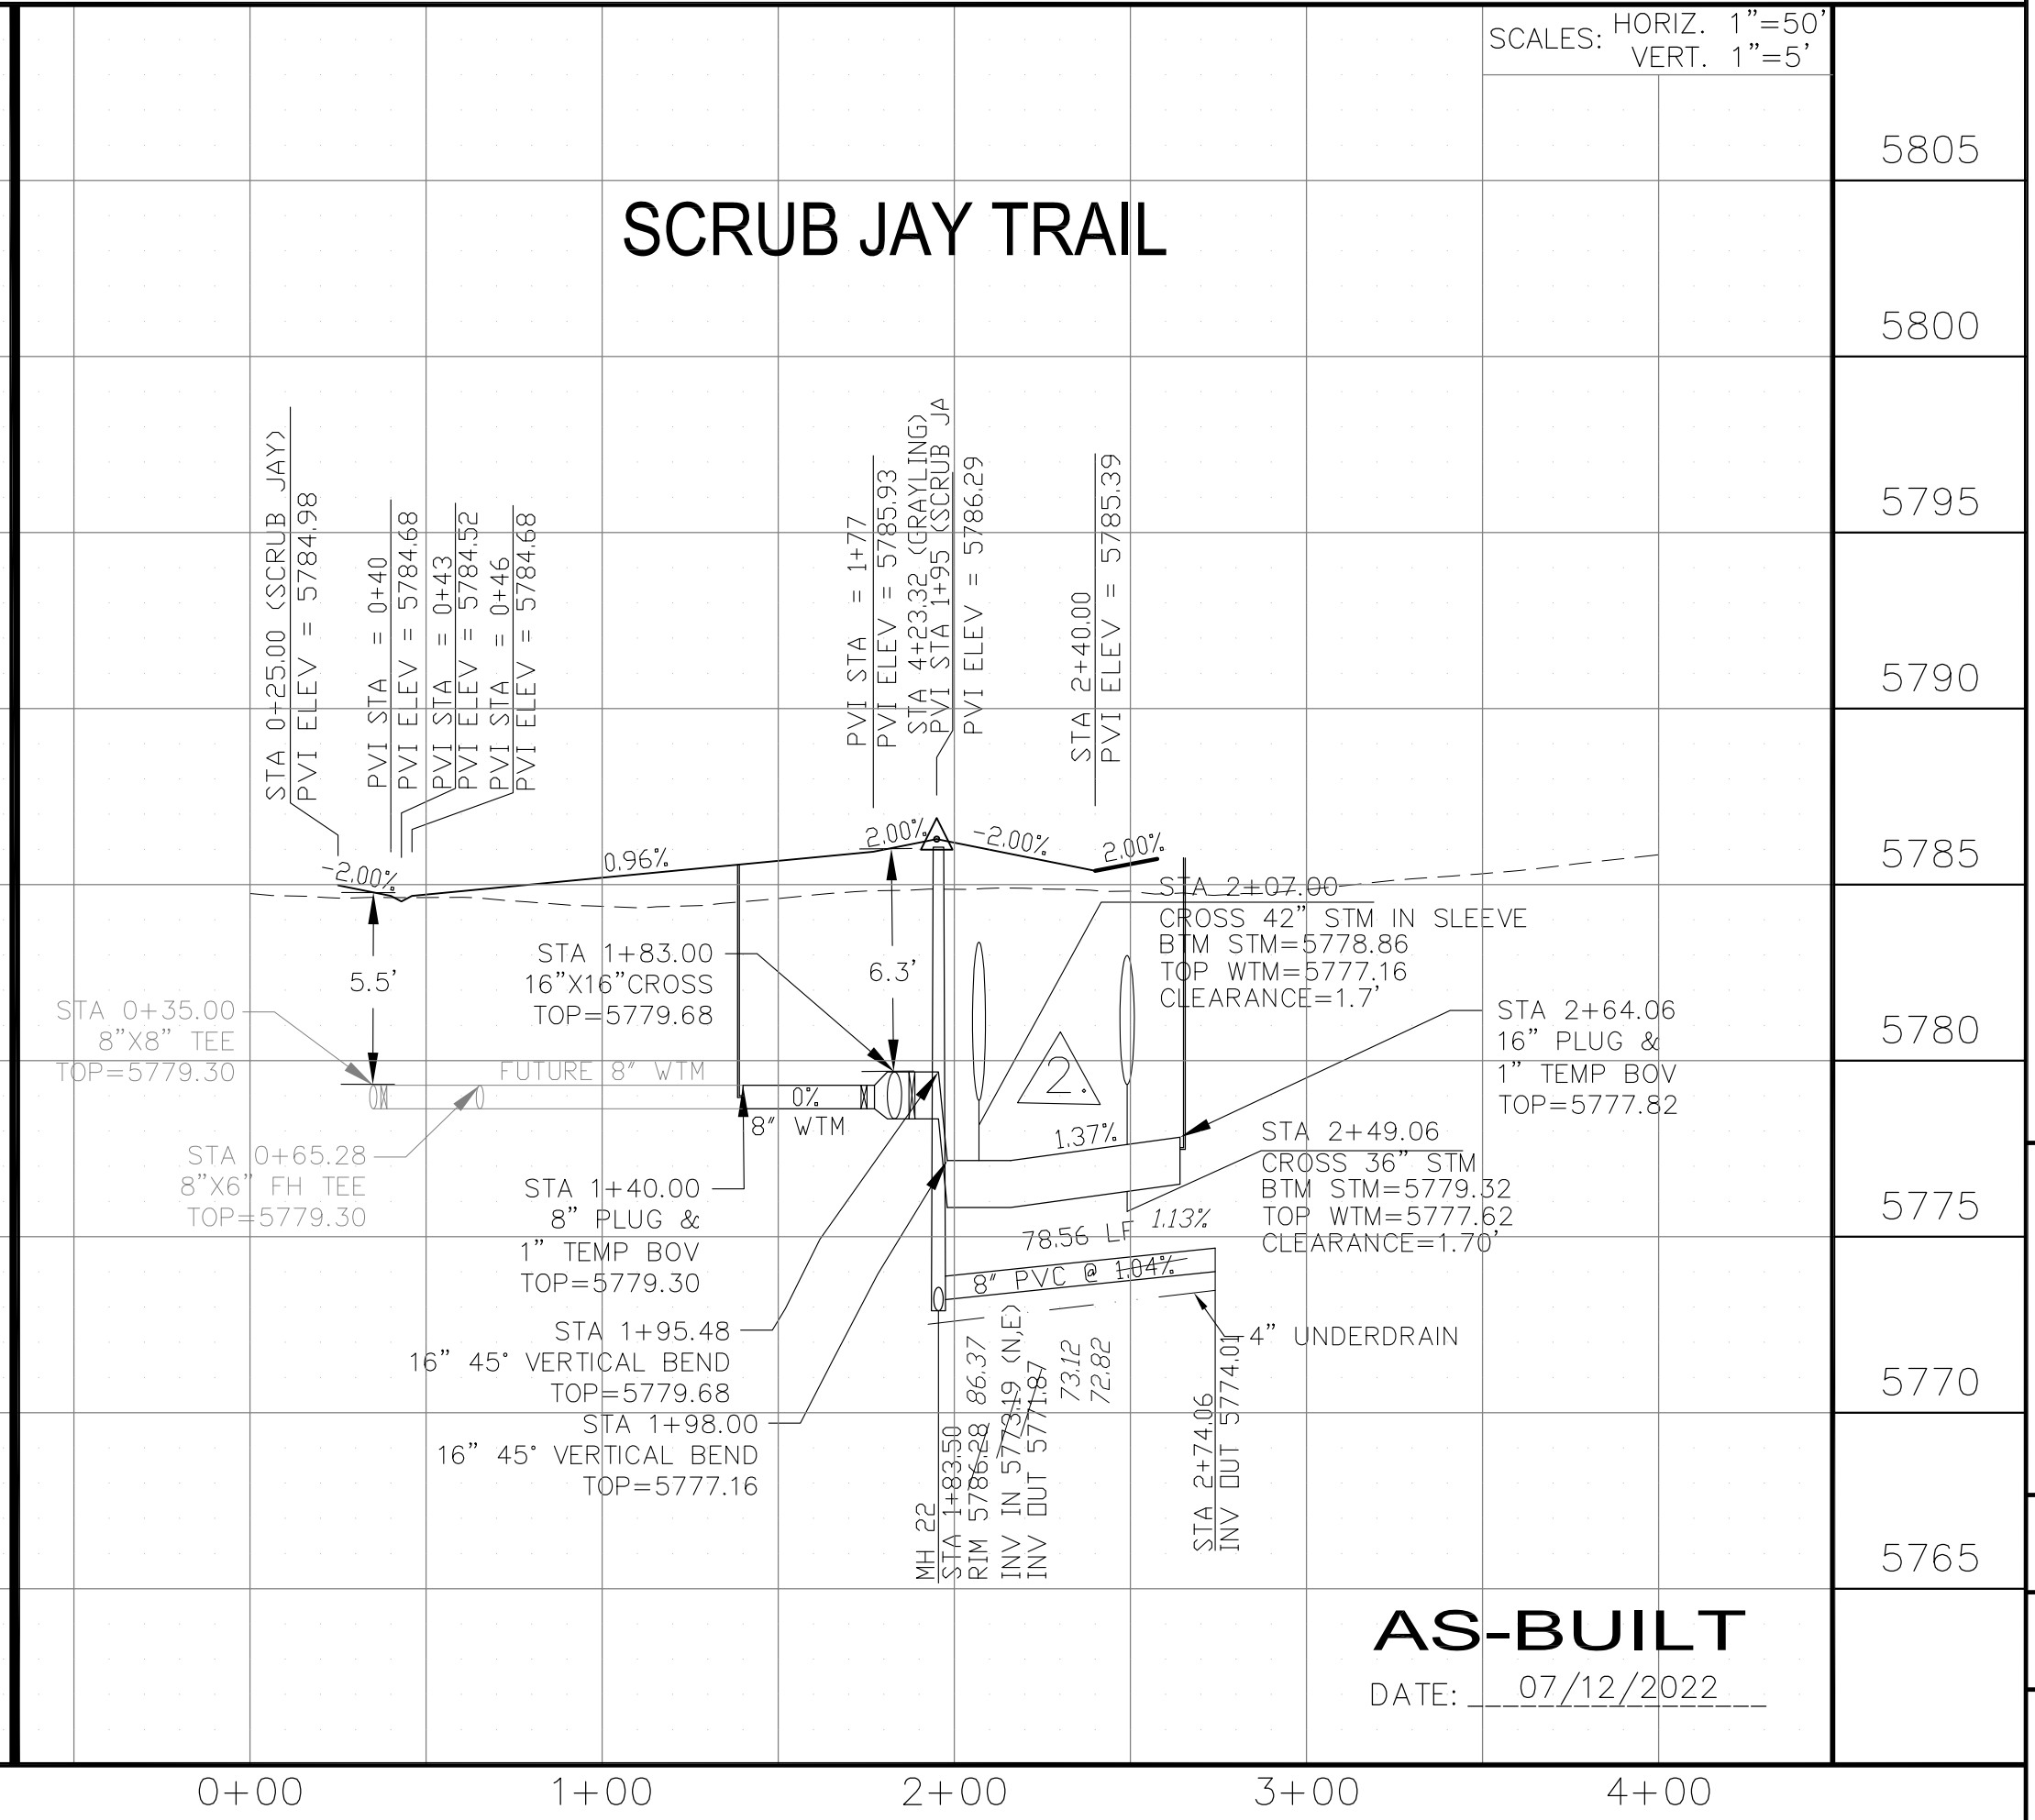 SCALES: HORIZ. 1"=50'
VERT. 1"=5'
SCRUB JAY TRAIL
5805
5800
5795
5790
5785
5780
5775
5770
5765
STA 0+25.00 (SCRUB JAY)
PVI ELEV = 5784.98
PVI STA = 0+40
PVI ELEV = 5784.68
PVI STA = 0+43
PVI ELEV = 5784.52
PVI STA = 0+46
PVI ELEV = 5784.68
PVI STA = 1+77
PVI ELEV = 5785.93
STA 4+23.32 (GRAYLING)
PVI STA 1+95 (SCRUB JA
PVI ELEV = 5786.29
STA 2+40.00
PVI ELEV = 5785.39
-2.00%
0.96%
2.00%
-2.00%
2.00%
5.5'
6.3'
STA 0+35.00
8"X8" TEE
TOP=5779.30
FUTURE 8" WTM
STA 0+65.28
8"X6" FH TEE
TOP=5779.30
STA 1+83.00
16"X16"CROSS
TOP=5779.68
0%
8" WTM
STA 1+40.00
8" PLUG &
1" TEMP BOV
TOP=5779.30
STA 1+95.48
16" 45° VERTICAL BEND
TOP=5779.68
STA 1+98.00
16" 45° VERTICAL BEND
TOP=5777.16
STA 2+07.00
CROSS 42" STM IN SLEEVE
BTM STM=5778.86
TOP WTM=5777.16
CLEARANCE=1.7'
2.
1.37%
STA 2+64.06
16" PLUG &
1" TEMP BOV
TOP=5777.82
STA 2+49.06
CROSS 36" STM
BTM STM=5779.32
TOP WTM=5777.62
CLEARANCE=1.70'
78.56 LF 1.13%
8" PVC @ 1.04%
4" UNDERDRAIN
MH 22
STA 1+83.50
RIM 5786.28 86.37
INV IN 5773.19 (N,E) 73.12
INV OUT 5771.87 72.82
STA 2+74.06
INV OUT 5774.01
AS-BUILT
DATE: 07/12/2022
0+00 1+00 2+00 3+00 4+00